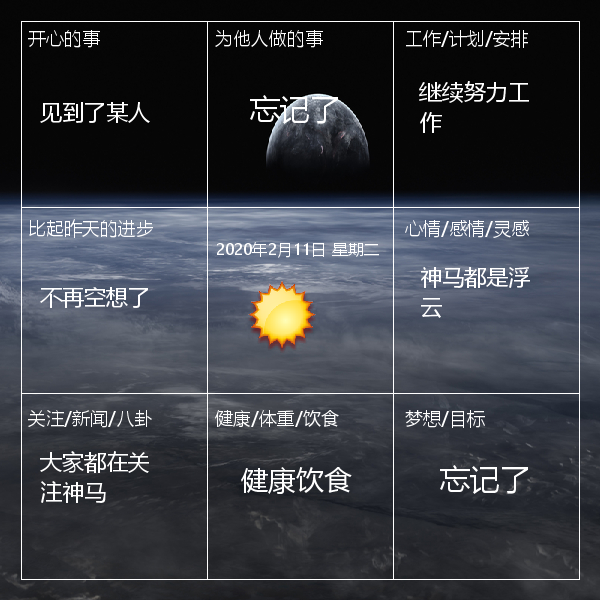 开心的事
为他人做的事
工作/计划/安排
见到了某人
忘记了
继续努力工
作
比起昨天的进步
2020年2月11日 星期二
心情/感情/灵感
不再空想了
神马都是浮
云
关注/新闻/八卦
健康/体重/饮食
梦想/目标
大家都在关
注神马
健康饮食
忘记了